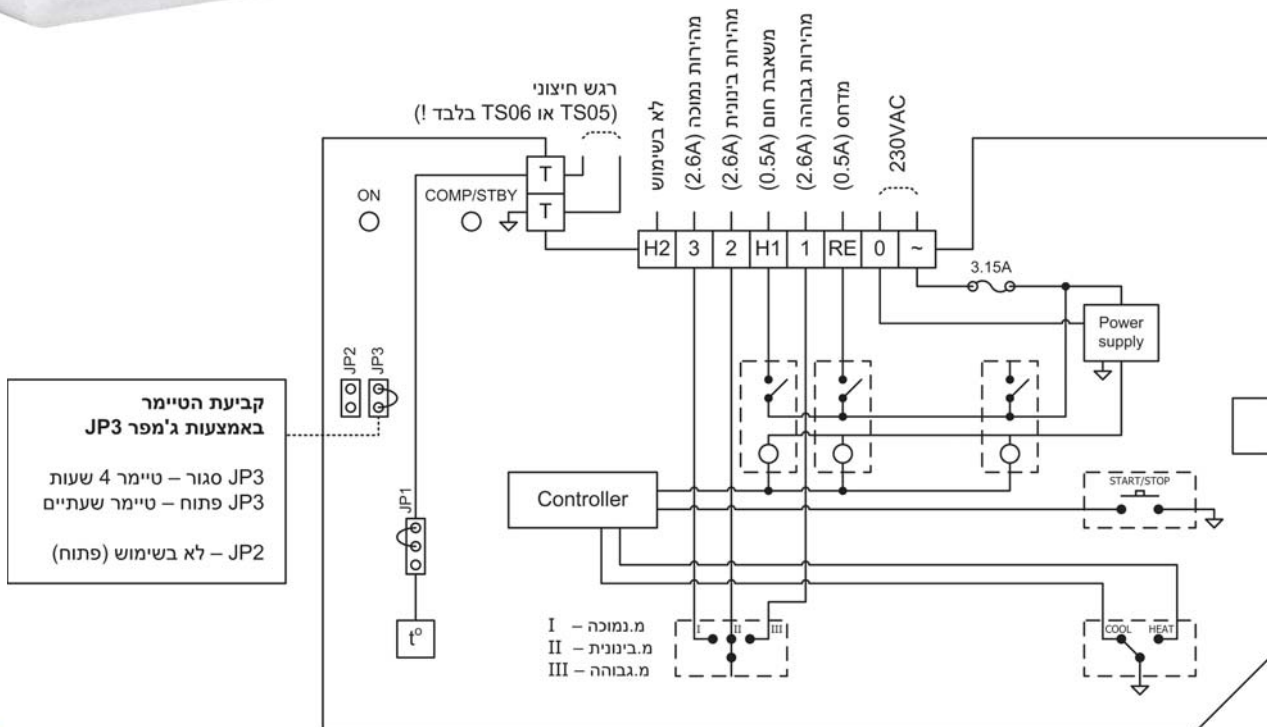 רגש חיצוני
(TS05 או TS06 בלבד !)
לא בשימוש
מהירות נמוכה (2.6A)
מהירות בינונית (2.6A)
משאבת חום (0.5A)
מהירות גבוהה (2.6A)
מדחס (0.5A)
230VAC
ON
COMP/STBY
T
T
H2 3 2 H1 1 RE 0 ~
3.15A
Power
supply
JP2
JP3
קביעת הטיימר
באמצעות ג'מפר JP3
JP3 סגור – טיימר 4 שעות
JP3 פתוח – טיימר שעתיים
JP2 – לא בשימוש (פתוח)
JP1
Controller
START/STOP
t°
מ.נמוכה – I
מ.בינונית – II
מ.גבוהה – III
I II III
COOL HEAT